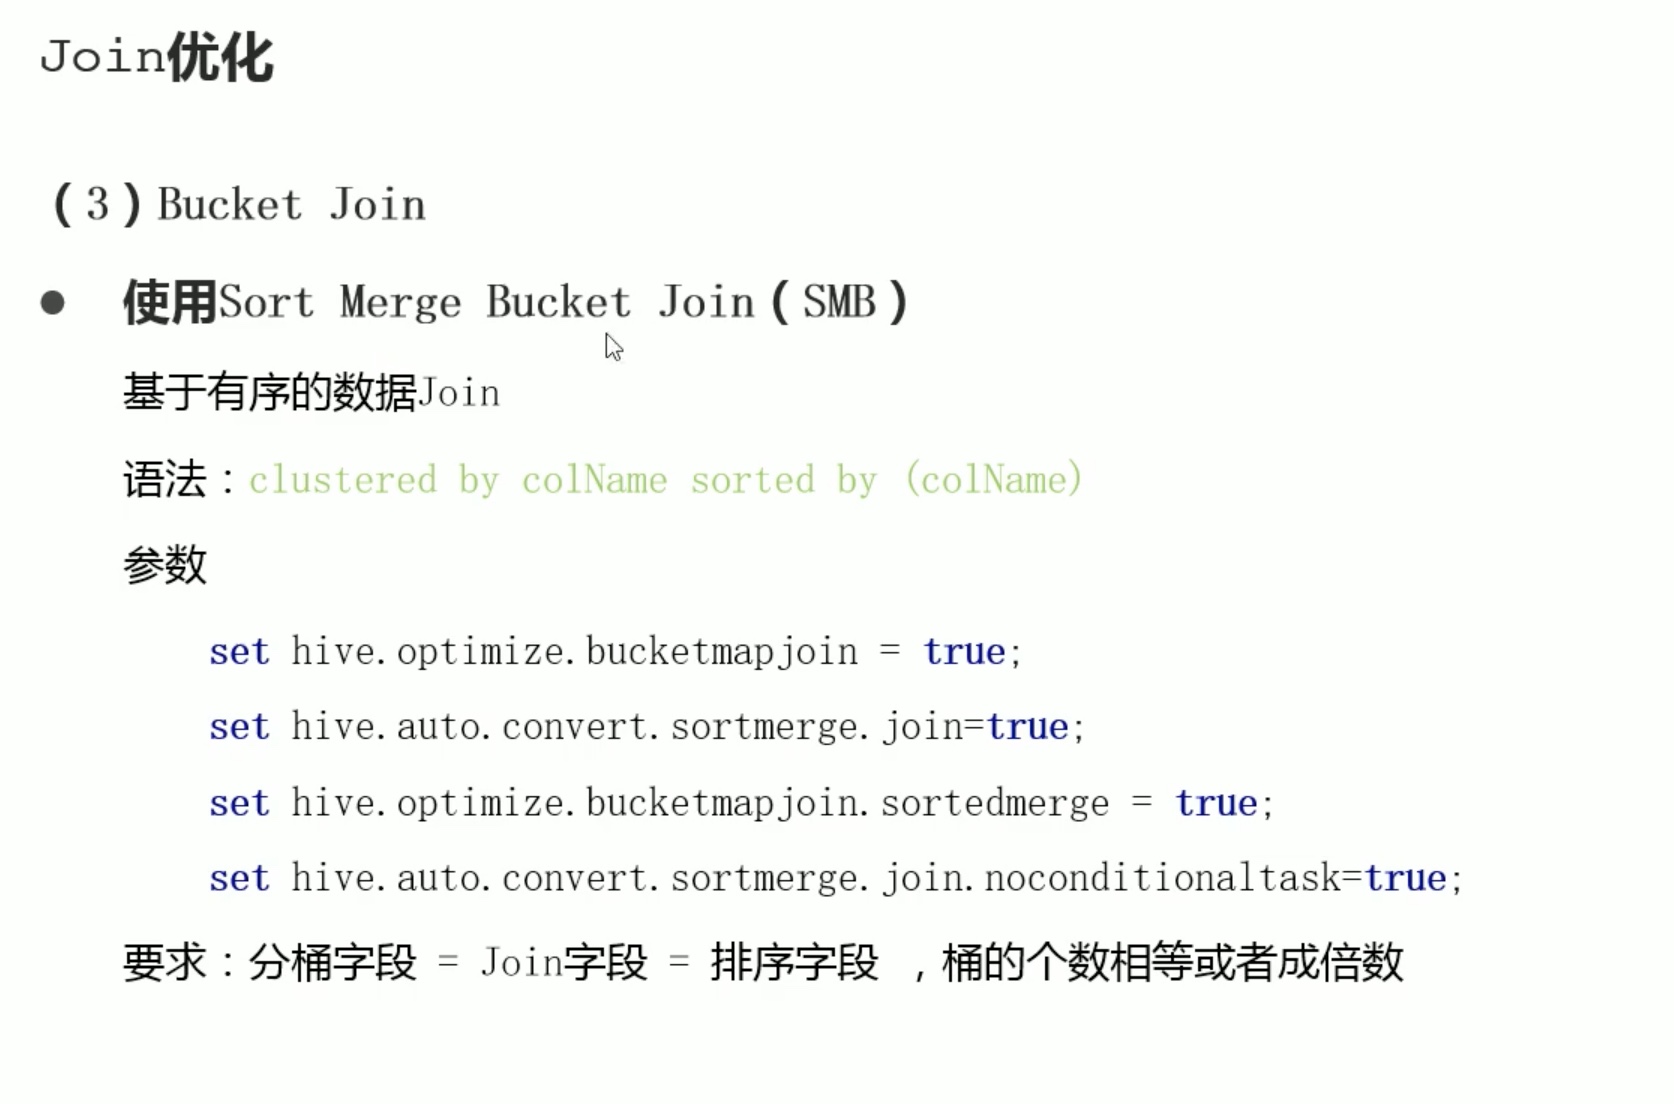 Join优化
（3）Bucket Join
● 使用Sort Merge Bucket Join（SMB）
基于有序的数据Join
语法：clustered by colName sorted by (colName)
参数
set hive.optimize.bucketmapjoin = true;
set hive.auto.convert.sortmerge.join=true;
set hive.optimize.bucketmapjoin.sortedmerge = true;
set hive.auto.convert.sortmerge.join.noconditionaltask=true;
要求：分桶字段 = Join字段 = 排序字段 ，桶的个数相等或者成倍数